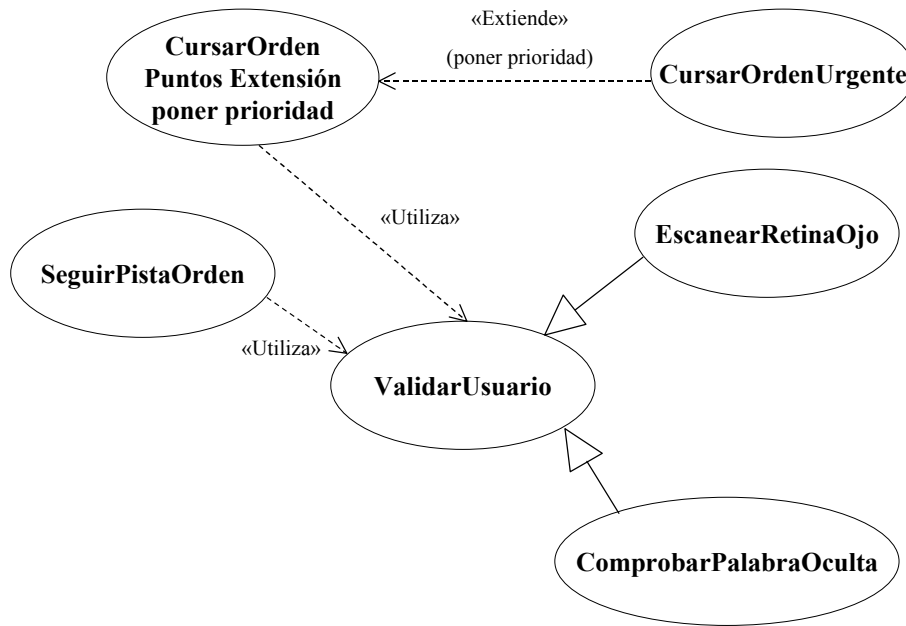 «Extiende»
(poner prioridad)
CursarOrden
Puntos Extensión
poner prioridad
CursarOrdenUrgente
«Utiliza»
EscanearRetinaOjo
SeguirPistaOrden
«Utiliza»
ValidarUsuario
ComprobarPalabraOculta